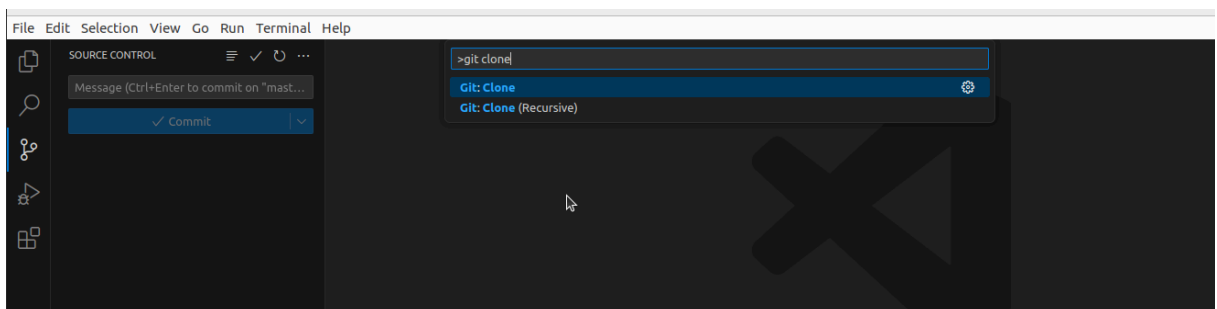 File Edit Selection View Go Run Terminal Help
SOURCE CONTROL
Message (Ctrl+Enter to commit on "mast...
Commit
>git clone
Git: Clone
Git: Clone (Recursive)